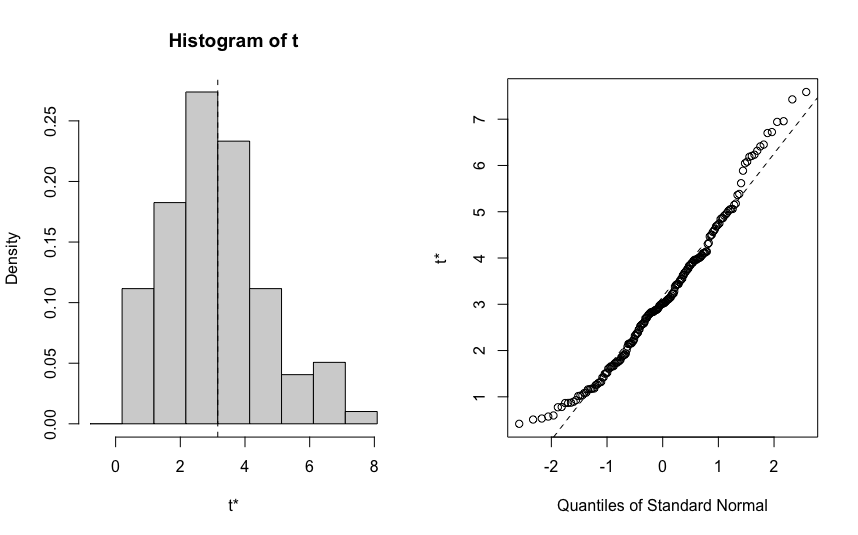 Histogram of t
Density
0.00 0.05 0.10 0.15 0.20 0.25
0 2 4 6 8
t*
t*
1 2 3 4 5 6 7
-2 -1 0 1 2
Quantiles of Standard Normal